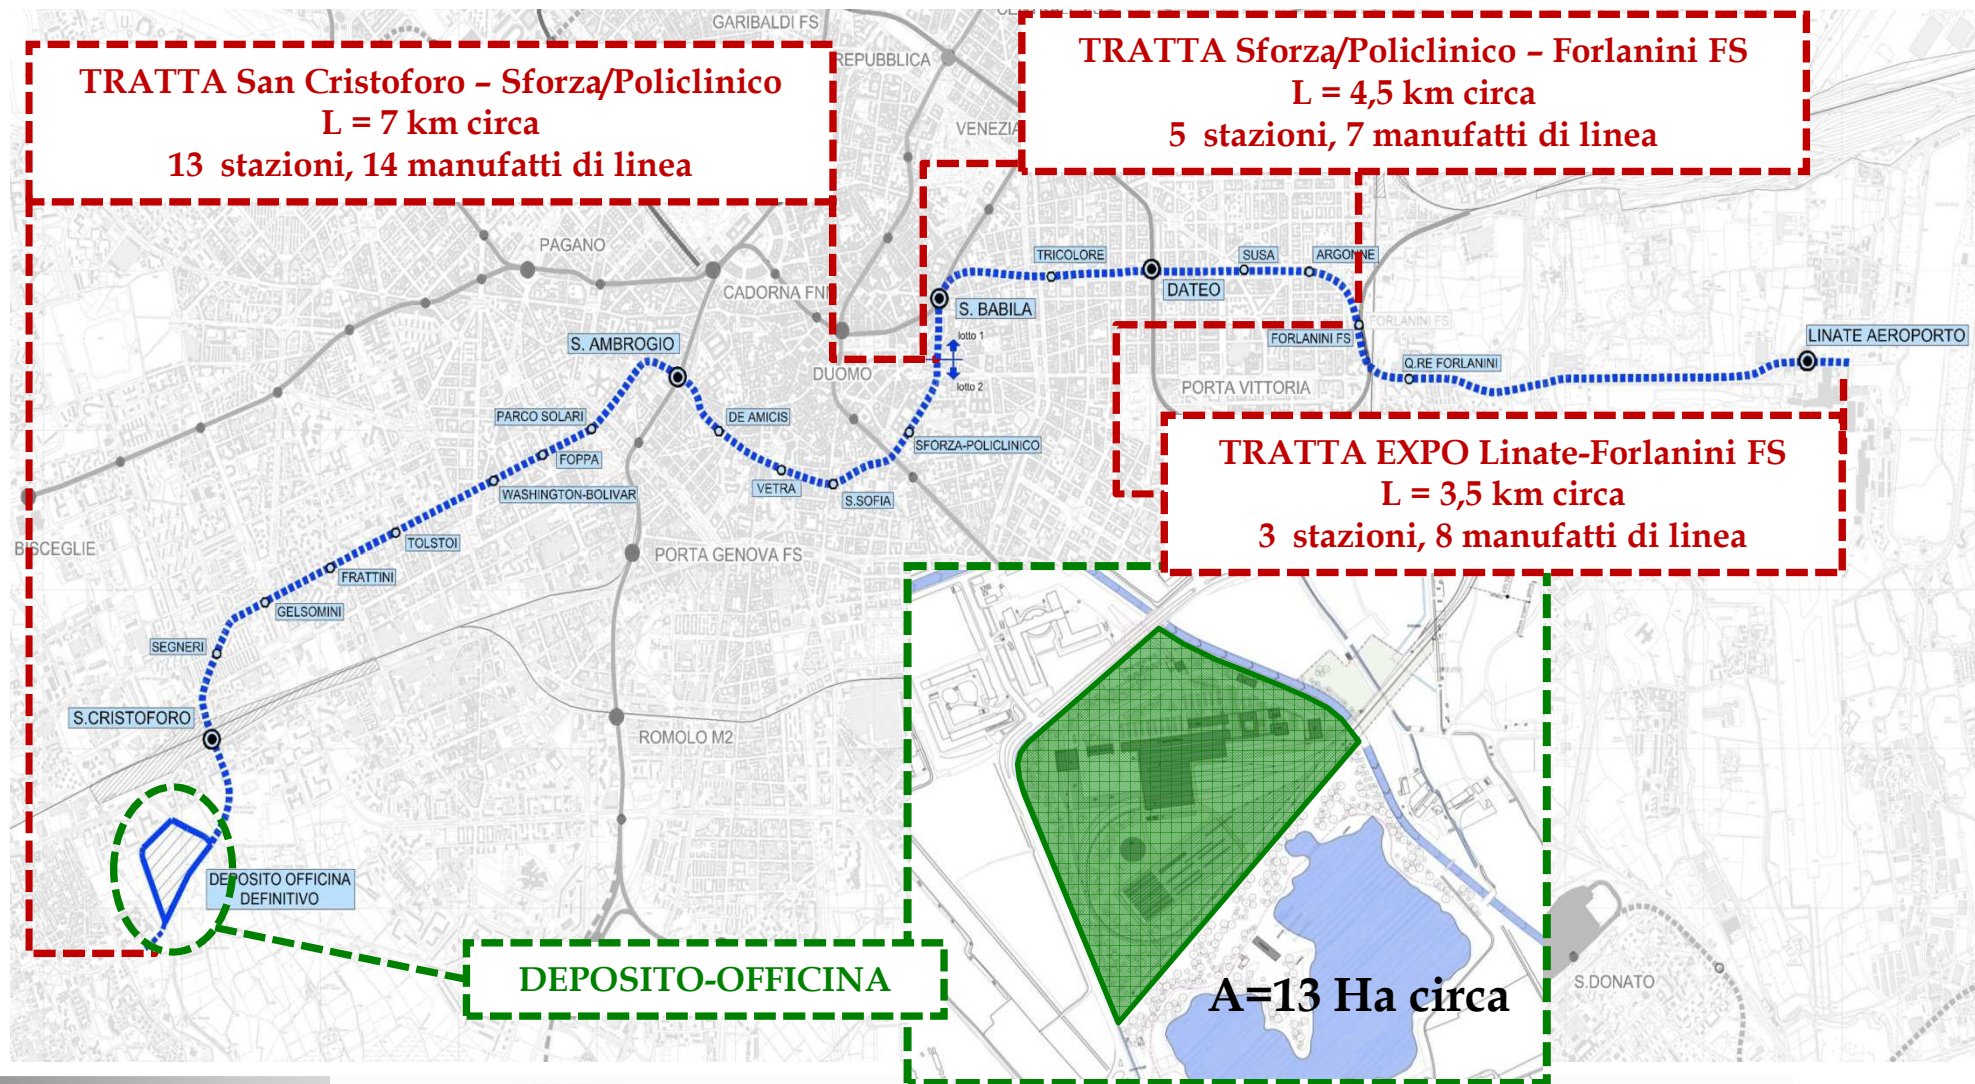 GARIBALDI FS
REPUBBLICA
VENEZIA
TRATTA San Cristoforo – Sforza/Policlinico
L = 7 km circa
13 stazioni, 14 manufatti di linea
TRATTA Sforza/Policlinico – Forlanini FS
L = 4,5 km circa
5 stazioni, 7 manufatti di linea
PAGANO
CADORNA FNM
TRICOLORE
SUSA
ARGONNE
DATEO
S. BABILA
FORLANINI FS
FORLANINI FS
LINATE AEROPORTO
lotto 1
lotto 2
S. AMBROGIO
DUOMO
Q.RE FORLANINI
PORTA VITTORIA
PARCO SOLARI
DE AMICIS
SFORZA-POLICLINICO
FOPPA
VETRA
S.SOFIA
WASHINGTON-BOLIVAR
TRATTA EXPO Linate-Forlanini FS
L = 3,5 km circa
3 stazioni, 8 manufatti di linea
TOLSTOI
BISCEGLIE
PORTA GENOVA FS
FRATTINI
GELSOMINI
SEGNERI
S.CRISTOFORO
ROMOLO M2
DEPOSITO OFFICINA
DEFINITIVO
DEPOSITO-OFFICINA
A=13 Ha circa
S.DONATO